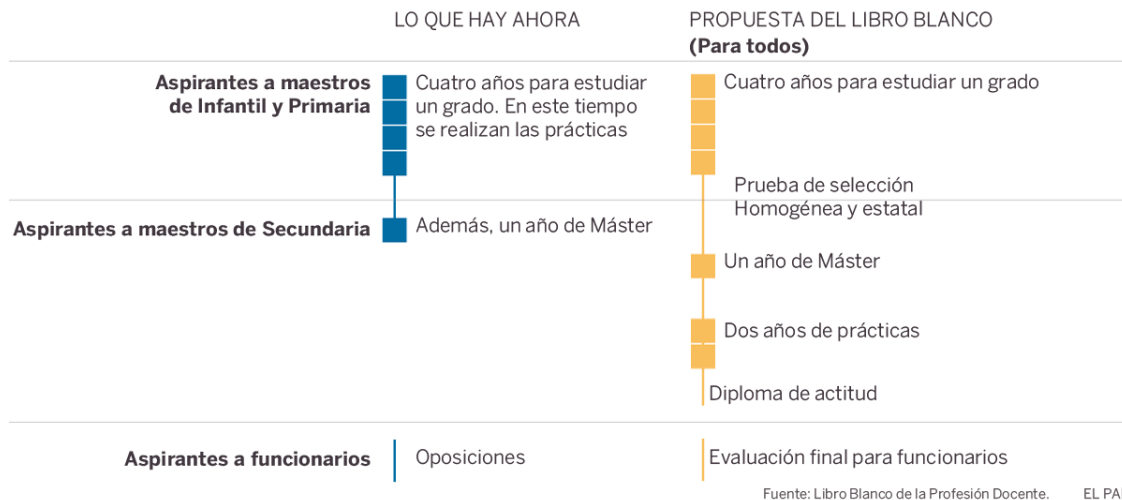 LO QUE HAY AHORA
PROPUESTA DEL LIBRO BLANCO
(Para todos)
Aspirantes a maestros
de Infantil y Primaria
Cuatro años para estudiar
un grado. En este tiempo
se realizan las prácticas
Cuatro años para estudiar un grado
Prueba de selección
Homogénea y estatal
Aspirantes a maestros de Secundaria
Además, un año de Máster
Un año de Máster
Dos años de prácticas
Diploma de actitud
Aspirantes a funcionarios
Oposiciones
Evaluación final para funcionarios
Fuente: Libro Blanco de la Profesión Docente.
EL PAÍ